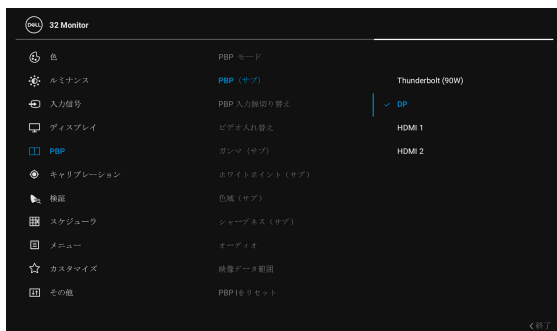 DELL 32 Monitor
色 PBP モード
ルミナンス PBP（サブ） Thunderbolt (90W)
入力信号 PBP 入力源切り替え ✓ DP
ディスプレイ ビデオ入れ替え HDMI 1
PBP ガンマ（サブ） HDMI 2
キャリブレーション ホワイトポイント（サブ）
検証 色域（サブ）
スケジューラ シャープネス（サブ）
メニュー オーディオ
カスタマイズ 映像データ範囲
その他 PBP Iをリセット
く終了